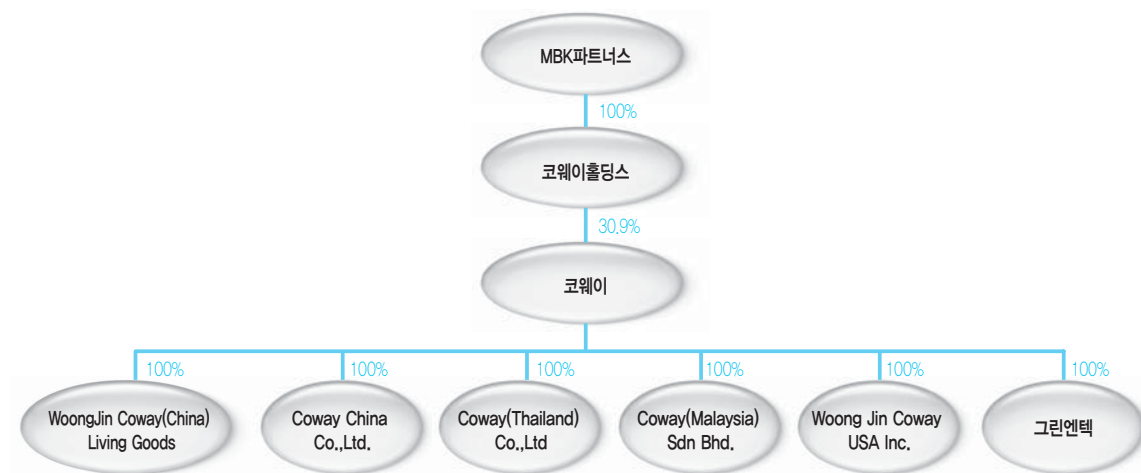 MBK파트너스
100%
코웨이홀딩스
30.9%
코웨이
100% 100% 100% 100% 100% 100%
WoongJin Coway(China)
Living Goods
Coway China
Co.,Ltd.
Coway(Thailand)
Co.,Ltd
Coway(Malaysia)
Sdn Bhd.
Woong Jin Coway
USA Inc.
그린엔텍